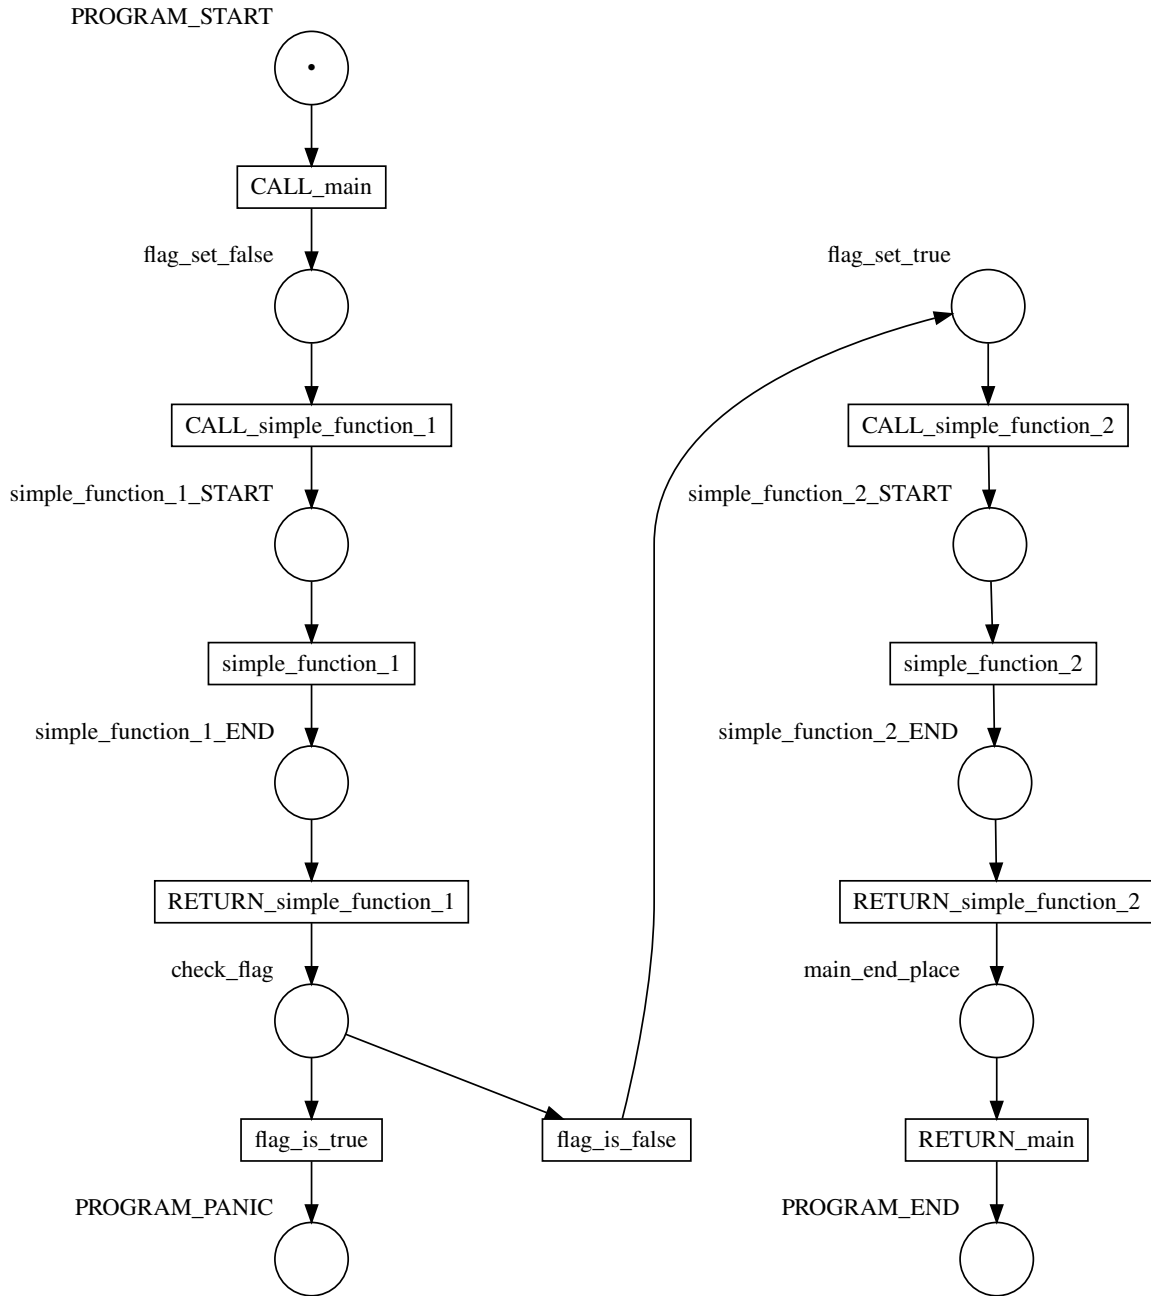 PROGRAM_START
CALL_main
flag_set_false
CALL_simple_function_1
simple_function_1_START
simple_function_1
simple_function_1_END
RETURN_simple_function_1
check_flag
flag_is_true
flag_is_false
PROGRAM_PANIC
flag_set_true
CALL_simple_function_2
simple_function_2_START
simple_function_2
simple_function_2_END
RETURN_simple_function_2
main_end_place
RETURN_main
PROGRAM_END